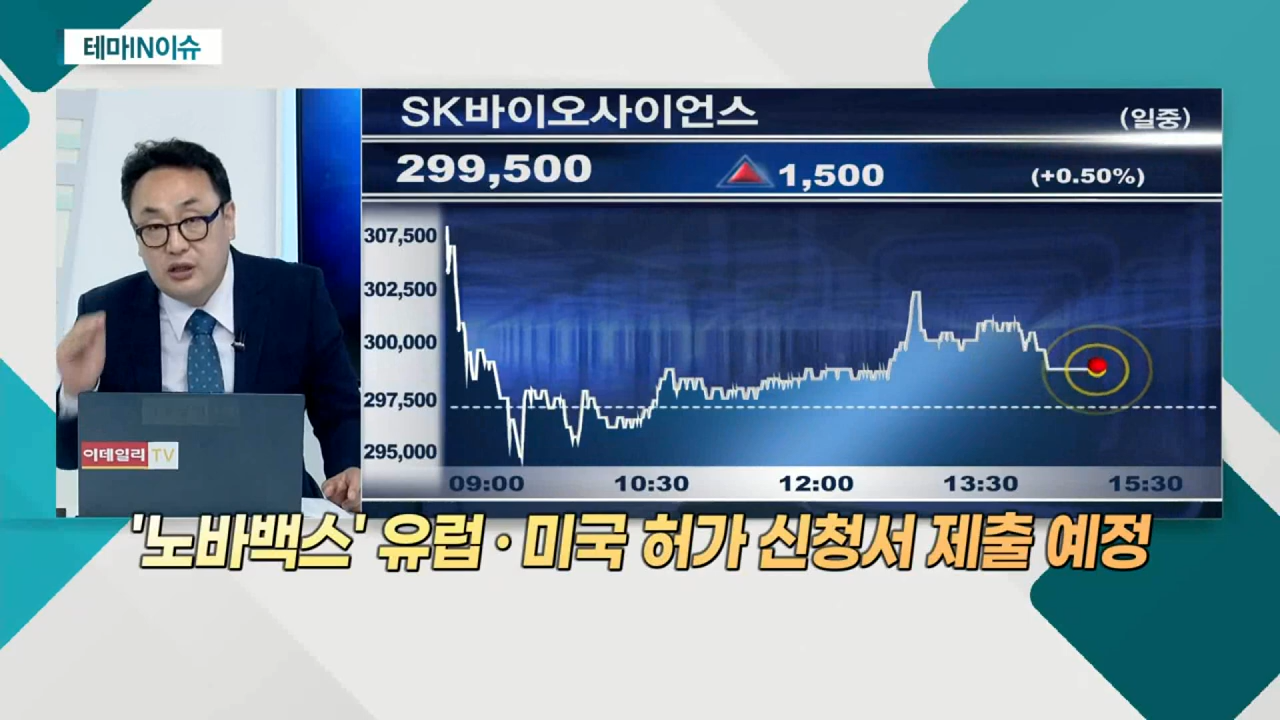 테마IN이슈
SK바이오사이언스
(일중)
299,500
▲ 1,500
(+0.50%)
307,500
302,500
300,000
297,500
295,000
09:00 10:30 12:00 13:30 15:30
이데일리TV
'노바백스' 유럽·미국 허가 신청서 제출 예정